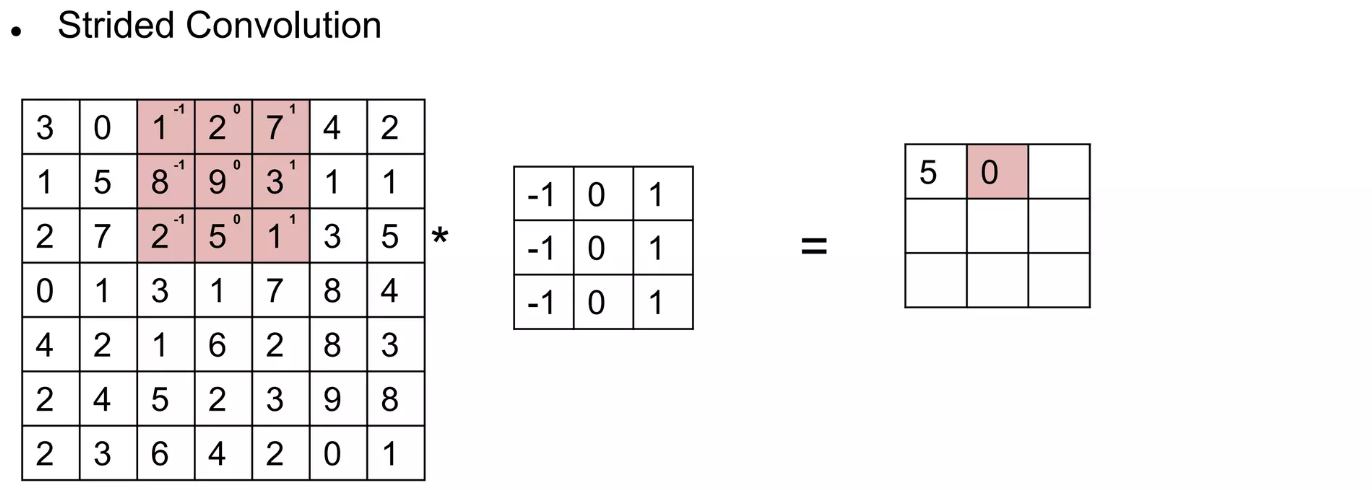 • Strided Convolution
3 0 1 -1 2 0 7 1 4 2
1 5 8 -1 9 0 3 1 1 1
2 7 2 -1 5 0 1 1 3 5
0 1 3 1 7 8 4
4 2 1 6 2 8 3
2 4 5 2 3 9 8
2 3 6 4 2 0 1
*
-1 0 1
-1 0 1
-1 0 1
=
5 0